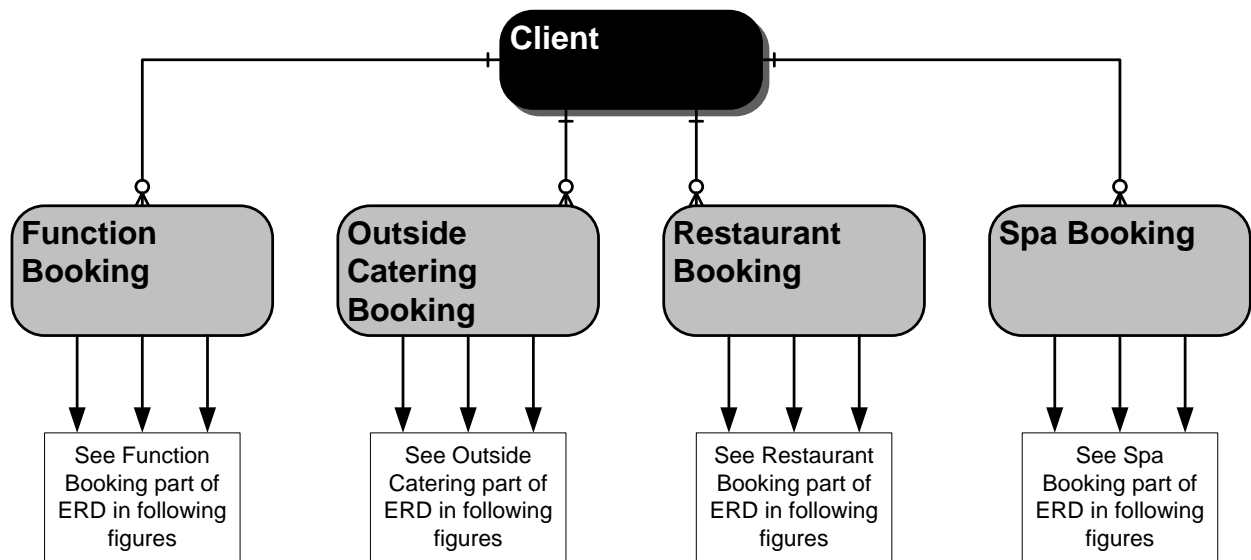 Client
Function
Booking
Outside
Catering
Booking
Restaurant
Booking
Spa Booking
See Function
Booking part of
ERD in following
figures
See Outside
Catering part of
ERD in following
figures
See Restaurant
Booking part of
ERD in following
figures
See Spa
Booking part of
ERD in following
figures